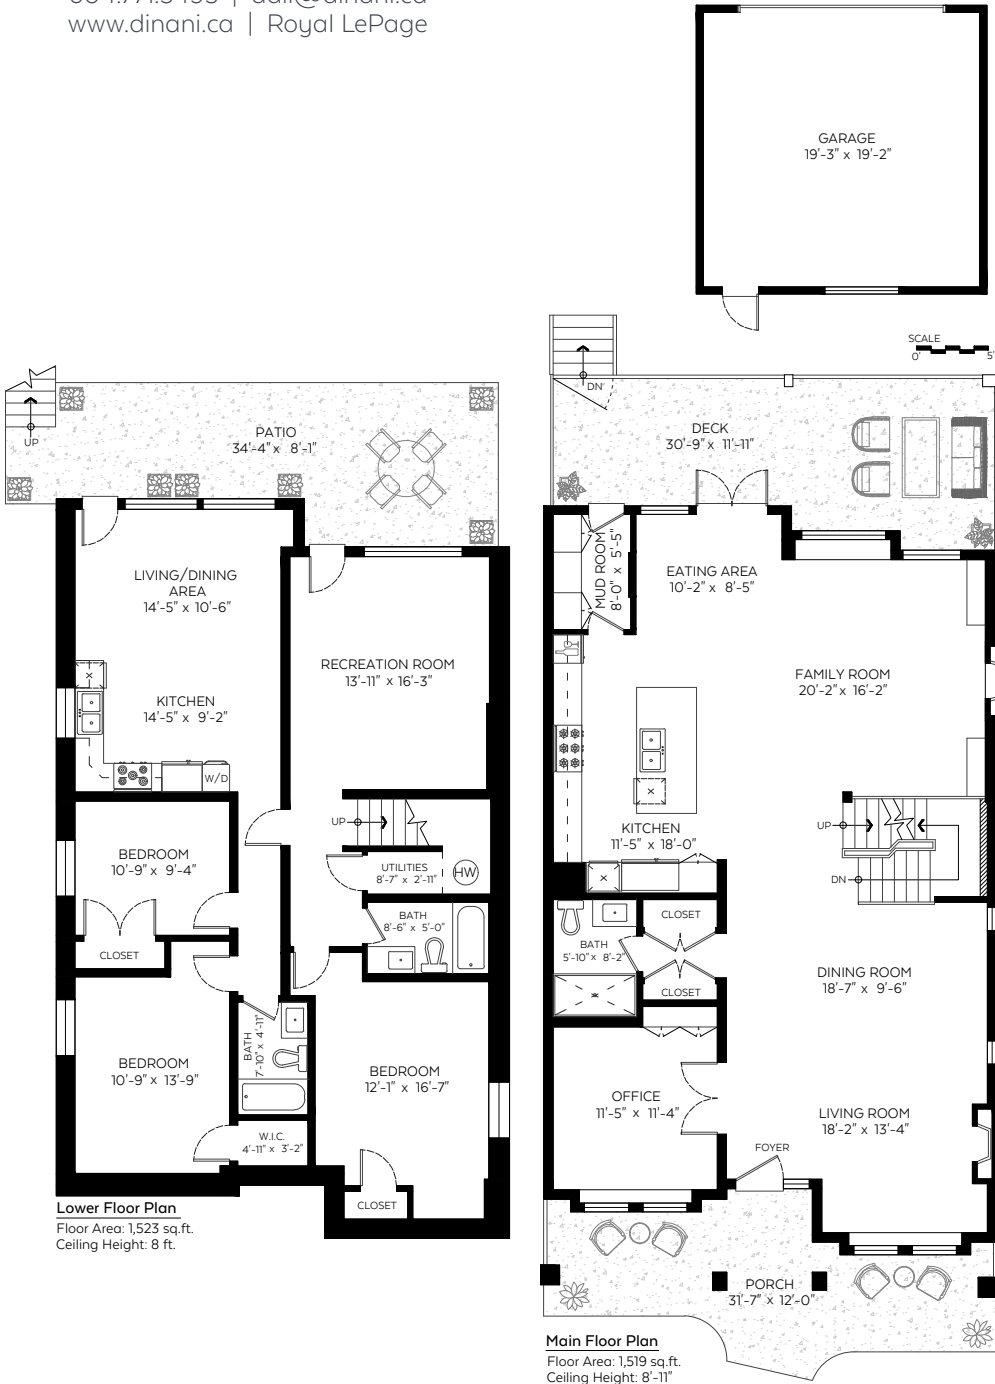 www.dinani.ca | Royal LePage
GARAGE
19'-3" x 19'-2"
SCALE
0' 5'
UP
PATIO
34'-4" x 8'-1"
LIVING/DINING
AREA
14'-5" x 10'-6"
KITCHEN
14'-5" x 9'-2"
W/D
RECREATION ROOM
13'-11" x 16'-3"
UP
UTILITIES
8'-7" x 2'-11"
HW
BEDROOM
10'-9" x 9'-4"
CLOSET
BATH
8'-6" x 5'-0"
BEDROOM
10'-9" x 13'-9"
BATH
7'-10" x 4'-11"
W.I.C.
4'-11" x 3'-2"
BEDROOM
12'-1" x 16'-7"
CLOSET
Lower Floor Plan
Floor Area: 1,523 sq.ft.
Ceiling Height: 8 ft.
DN
DECK
30'-9" x 11'-11"
MUD ROOM
8'-0" x 5'-5"
EATING AREA
10'-2" x 8'-5"
FAMILY ROOM
20'-2" x 16'-2"
KITCHEN
11'-5" x 18'-0"
UP
DN
CLOSET
BATH
5'-10" x 8'-2"
CLOSET
DINING ROOM
18'-7" x 9'-6"
OFFICE
11'-5" x 11'-4"
LIVING ROOM
18'-2" x 13'-4"
FOYER
PORCH
31'-7" x 12'-0"
Main Floor Plan
Floor Area: 1,519 sq.ft.
Ceiling Height: 8'-11"